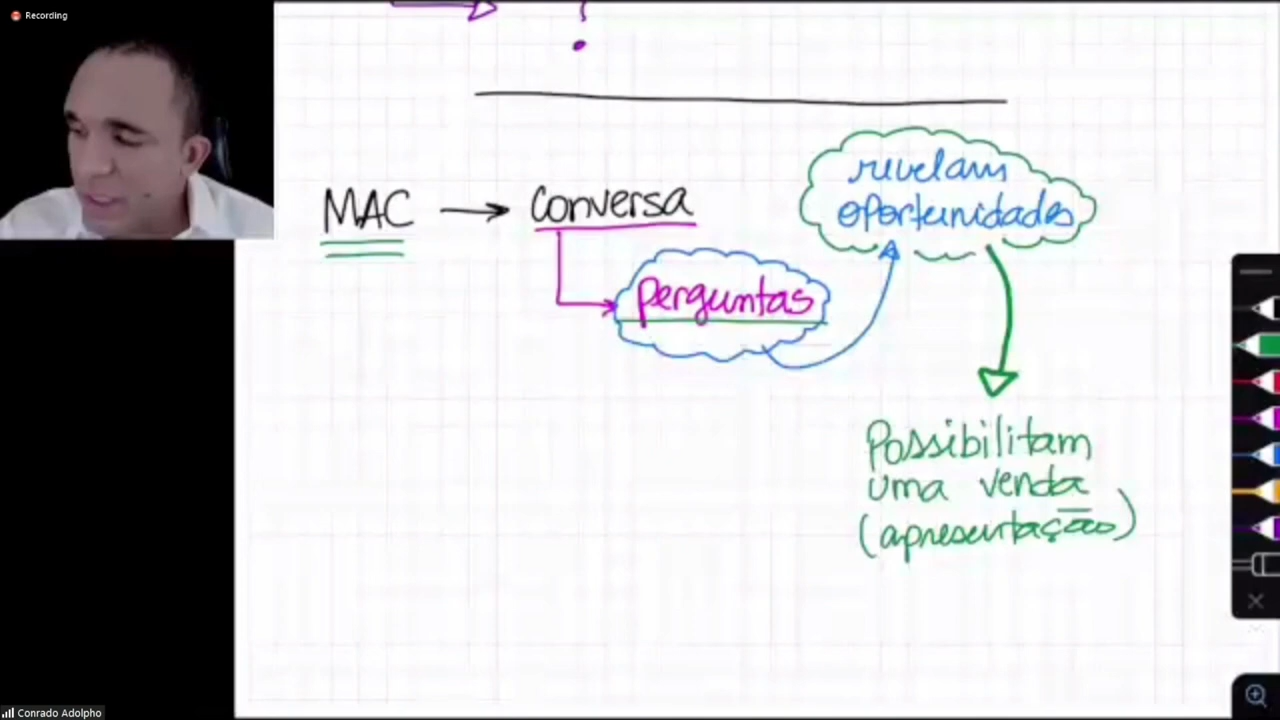 Recording
?
MAC → conversa
perguntas
revelam
oportunidades
Possibilitam
uma venda
(apresentação)
Conrado Adolpho